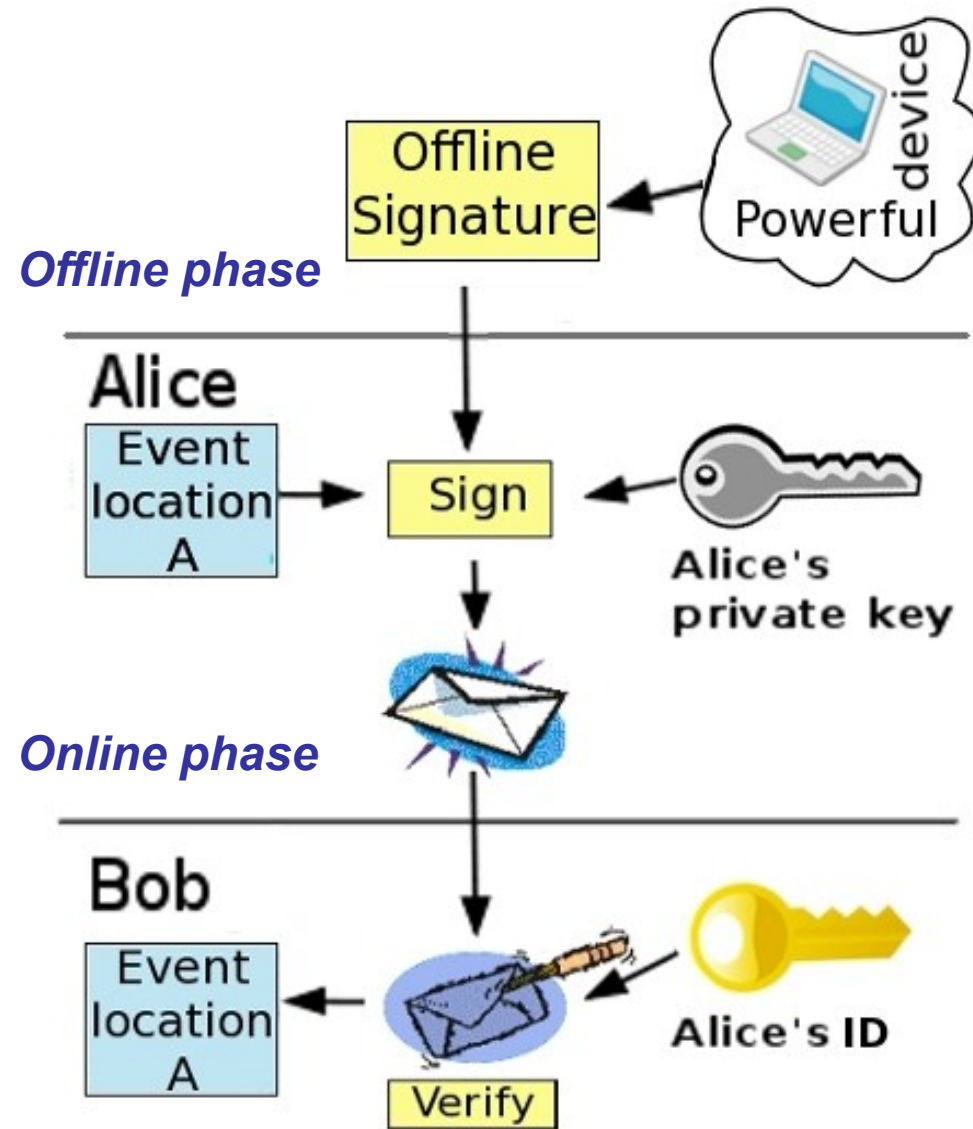 Offline
Signature
device
Powerful
Offline phase
Alice
Event
location
A
Sign
Alice's
private key
Online phase
Bob
Event
location
A
Alice's ID
Verify